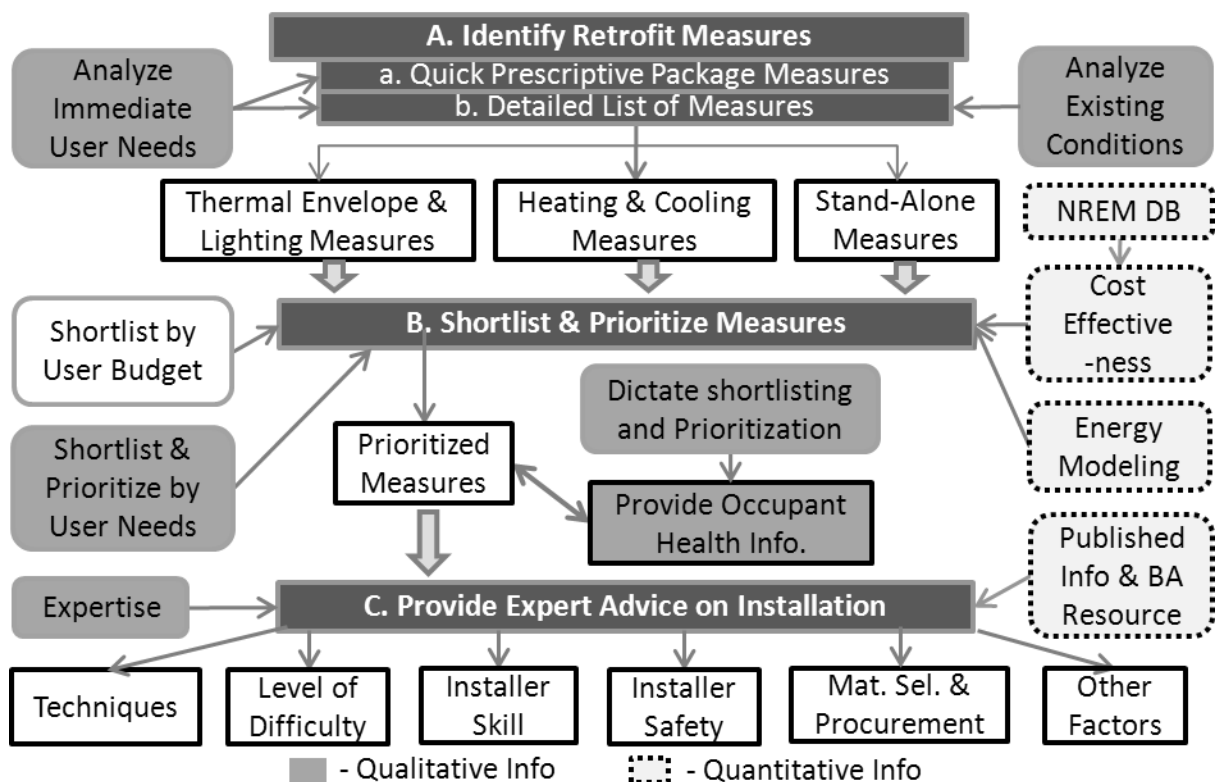 A. Identify Retrofit Measures
a. Quick Prescriptive Package Measures
b. Detailed List of Measures
Analyze
Immediate
User Needs
Analyze
Existing
Conditions
Thermal Envelope &
Lighting Measures
Heating & Cooling
Measures
Stand-Alone
Measures
NREM DB
Cost
Effective
-ness
B. Shortlist & Prioritize Measures
Shortlist by
User Budget
Dictate shortlisting
and Prioritization
Shortlist &
Prioritize by
User Needs
Prioritized
Measures
Energy
Modeling
Provide Occupant
Health Info.
Published
Info & BA
Resource
Expertise
C. Provide Expert Advice on Installation
Techniques
Level of
Difficulty
Installer
Skill
Installer
Safety
Mat. Sel. &
Procurement
Other
Factors
- Qualitative Info
- Quantitative Info